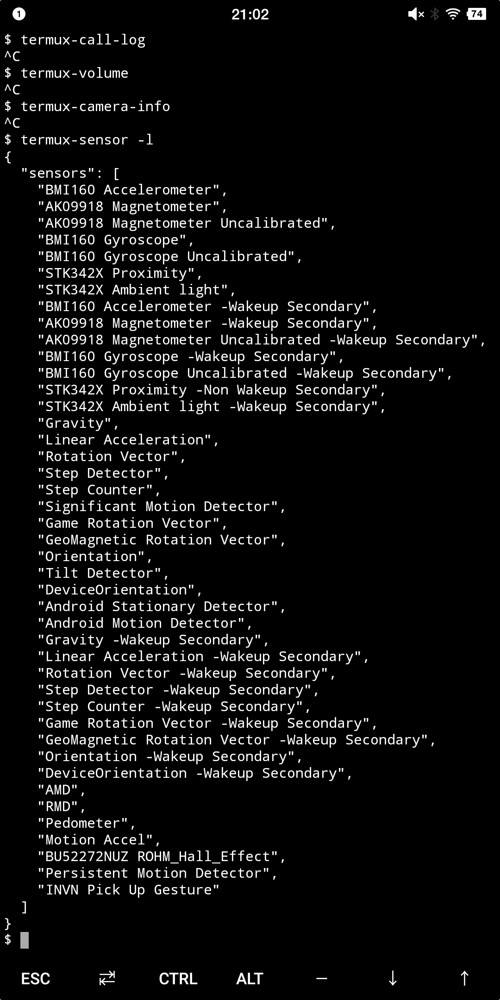 1 21:02 74
$ termux-call-log
^C
$ termux-volume
^C
$ termux-camera-info
^C
$ termux-sensor -l
{
  "sensors": [
    "BMI160 Accelerometer",
    "AK09918 Magnetometer",
    "AK09918 Magnetometer Uncalibrated",
    "BMI160 Gyroscope",
    "BMI160 Gyroscope Uncalibrated",
    "STK342X Proximity",
    "STK342X Ambient light",
    "BMI160 Accelerometer -Wakeup Secondary",
    "AK09918 Magnetometer -Wakeup Secondary",
    "AK09918 Magnetometer Uncalibrated -Wakeup Secondary",
    "BMI160 Gyroscope -Wakeup Secondary",
    "BMI160 Gyroscope Uncalibrated -Wakeup Secondary",
    "STK342X Proximity -Non Wakeup Secondary",
    "STK342X Ambient light -Wakeup Secondary",
    "Gravity",
    "Linear Acceleration",
    "Rotation Vector",
    "Step Detector",
    "Step Counter",
    "Significant Motion Detector",
    "Game Rotation Vector",
    "GeoMagnetic Rotation Vector",
    "Orientation",
    "Tilt Detector",
    "DeviceOrientation",
    "Android Stationary Detector",
    "Android Motion Detector",
    "Gravity -Wakeup Secondary",
    "Linear Acceleration -Wakeup Secondary",
    "Rotation Vector -Wakeup Secondary",
    "Step Detector -Wakeup Secondary",
    "Step Counter -Wakeup Secondary",
    "Game Rotation Vector -Wakeup Secondary",
    "GeoMagnetic Rotation Vector -Wakeup Secondary",
    "Orientation -Wakeup Secondary",
    "DeviceOrientation -Wakeup Secondary",
    "AMD",
    "RMD",
    "Pedometer",
    "Motion Accel",
    "BU52272NUZ ROHM_Hall_Effect",
    "Persistent Motion Detector",
    "INVN Pick Up Gesture"
  ]
}
$
ESC ⇄ CTRL ALT — ↓ ↑